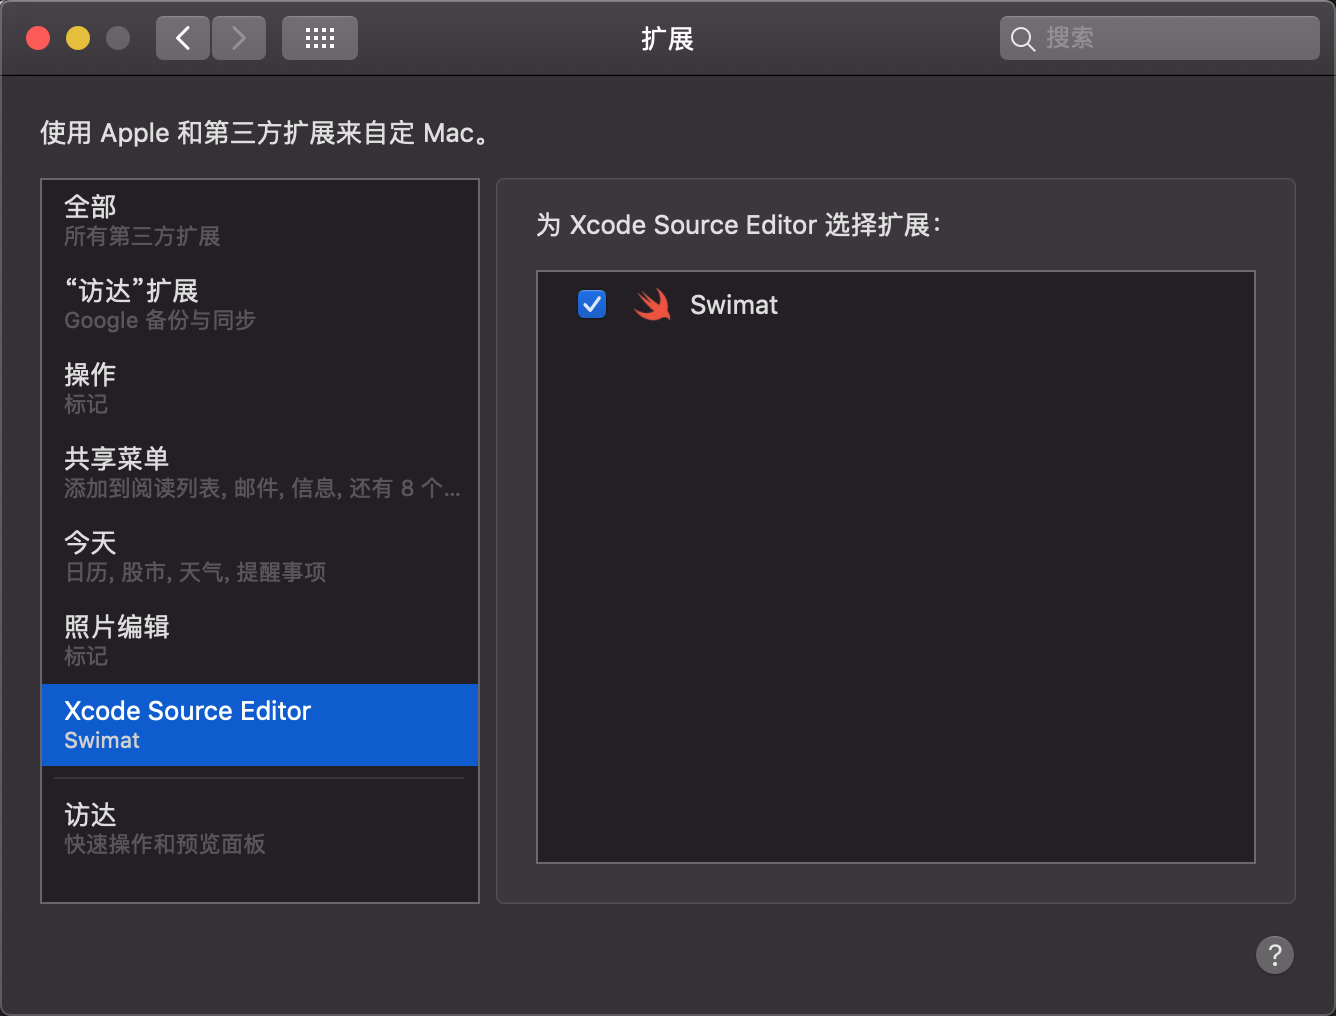 扩展
搜索
使用 Apple 和第三方扩展来自定 Mac。
全部
所有第三方扩展
“访达”扩展
Google 备份与同步
操作
标记
共享菜单
添加到阅读列表, 邮件, 信息, 还有 8 个...
今天
日历, 股市, 天气, 提醒事项
照片编辑
标记
Xcode Source Editor
Swimat
访达
快速操作和预览面板
为 Xcode Source Editor 选择扩展：
Swimat
?